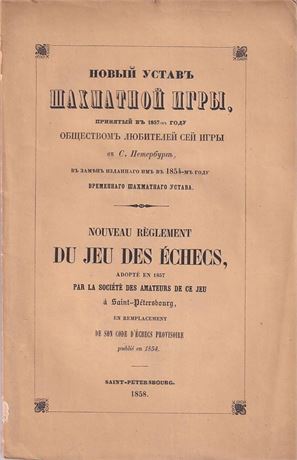 НОВЫЙ УСТАВЪ
ШАХМАТНОЙ ИГРЫ,
ПРИНЯТЫЙ ВЪ 1857-мъ ГОДУ
ОБЩЕСТВОМЪ ЛЮБИТЕЛЕЙ СЕЙ ИГРЫ
въ С. Петербургѣ,
ВЪ ЗАМѢНЪ ИЗДАННАГО ИМЪ ВЪ 1854-мъ ГОДУ
ВРЕМЕННАГО ШАХМАТНАГО УСТАВА.
NOUVEAU RÈGLEMENT
DU JEU DES ÉCHECS,
ADOPTÉ EN 1857
PAR LA SOCIÉTÉ DES AMATEURS DE CE JEU
à Saint-Pétersbourg,
EN REMPLACEMENT
DE SON CODE D'ÉCHECS PROVISOIRE
publié en 1854.
SAINT-PÉTERSBOURG.
1858.